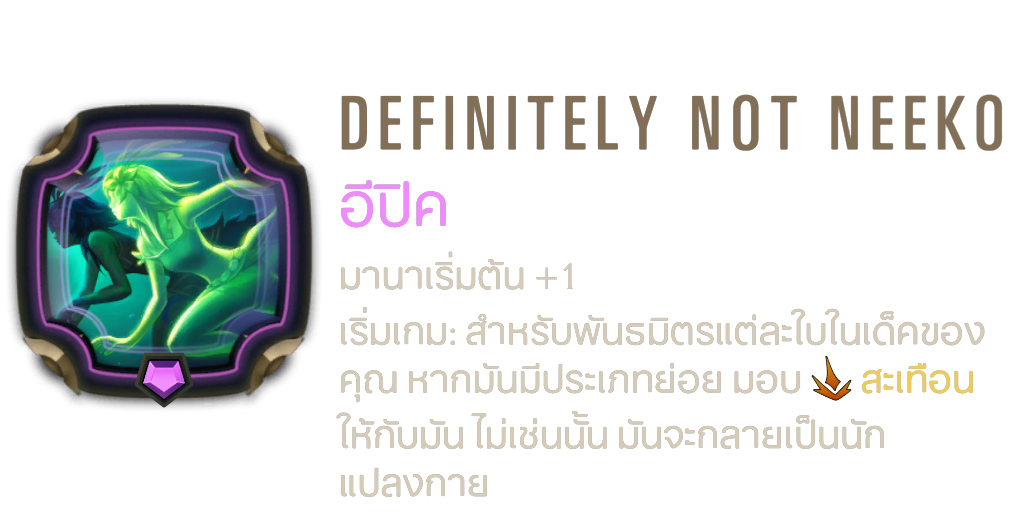 DEFINITELY NOT NEEKO
อีปิค
มานาเริ่มต้น +1
เริ่มเกม: สำหรับพันธมิตรแต่ละใบในเด็คของ
คุณ หากมันมีประเภทย่อย มอบ สะเทือน
ให้กับมัน ไม่เช่นนั้น มันจะกลายเป็นนัก
แปลงกาย